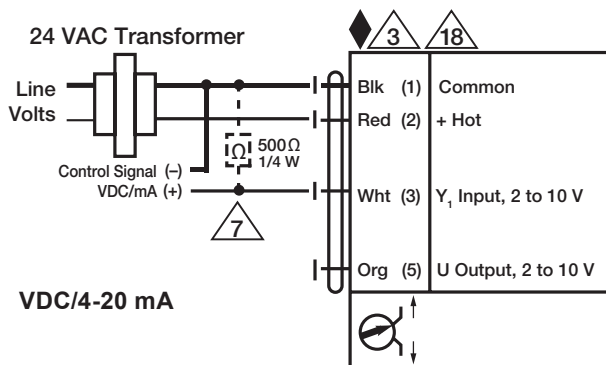 3 18
24 VAC Transformer
Line
Volts
Blk (1) Common
Red (2) + Hot
Ω 500 Ω
1/4 W
Control Signal (–)
VDC/mA (+)
Wht (3) Y1 Input, 2 to 10 V
7
Org (5) U Output, 2 to 10 V
VDC/4-20 mA